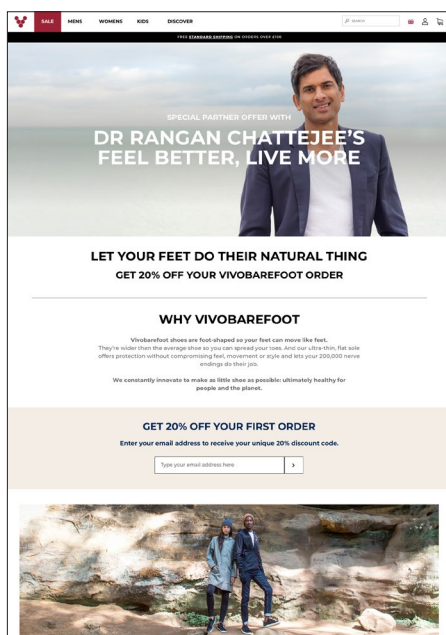 SALE
MENS
WOMENS
KIDS
DISCOVER
SEARCH
FREE STANDARD SHIPPING ON ORDERS OVER £100
SPECIAL PARTNER OFFER WITH
DR RANGAN CHATTEJEE'S
FEEL BETTER, LIVE MORE
LET YOUR FEET DO THEIR NATURAL THING
GET 20% OFF YOUR VIVOBAREFOOT ORDER
WHY VIVOBAREFOOT
Vivobarefoot shoes are foot-shaped so your feet can move like feet.
They're wider than the average shoe so you can spread your toes. And our ultra-thin, flat sole
offers protection without compromising feel, movement or style and lets your 200,000 nerve
endings do their job.
We constantly innovate to make as little shoe as possible: ultimately healthy for
people and the planet.
GET 20% OFF YOUR FIRST ORDER
Enter your email address to receive your unique 20% discount code.
Type your email address here